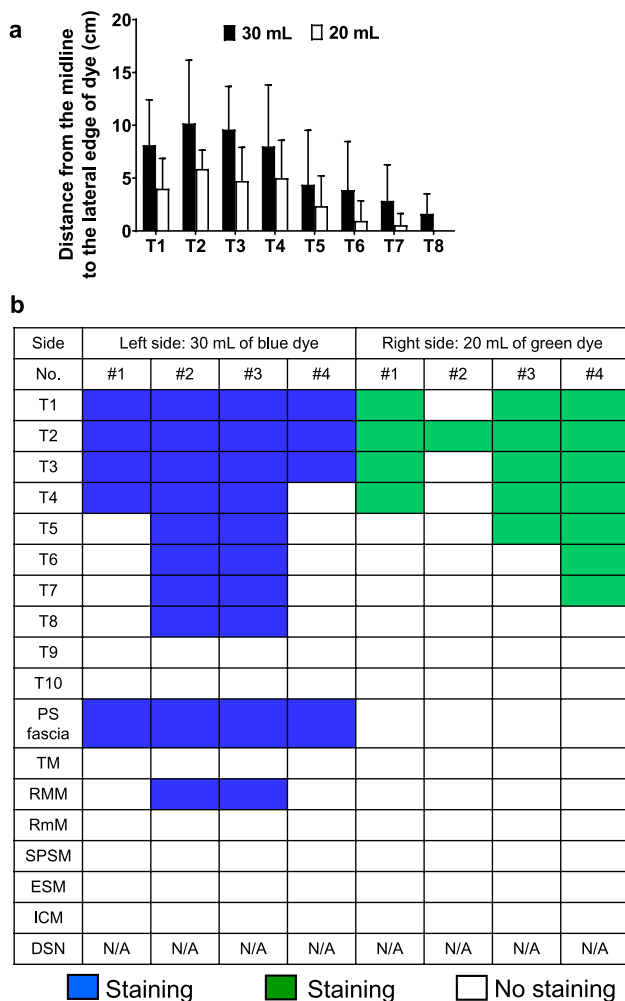 a
Distance from the midline
to the lateral edge of dye (cm)
30 mL
20 mL
20
15
10
5
0
T1 T2 T3 T4 T5 T6 T7 T8
b
Side Left side: 30 mL of blue dye Right side: 20 mL of green dye
No. #1 #2 #3 #4 #1 #2 #3 #4
T1
T2
T3
T4
T5
T6
T7
T8
T9
T10
PS
fascia
TM
RMM
RmM
SPSM
ESM
ICM
DSN N/A N/A N/A N/A N/A N/A N/A N/A
Staining Staining No staining